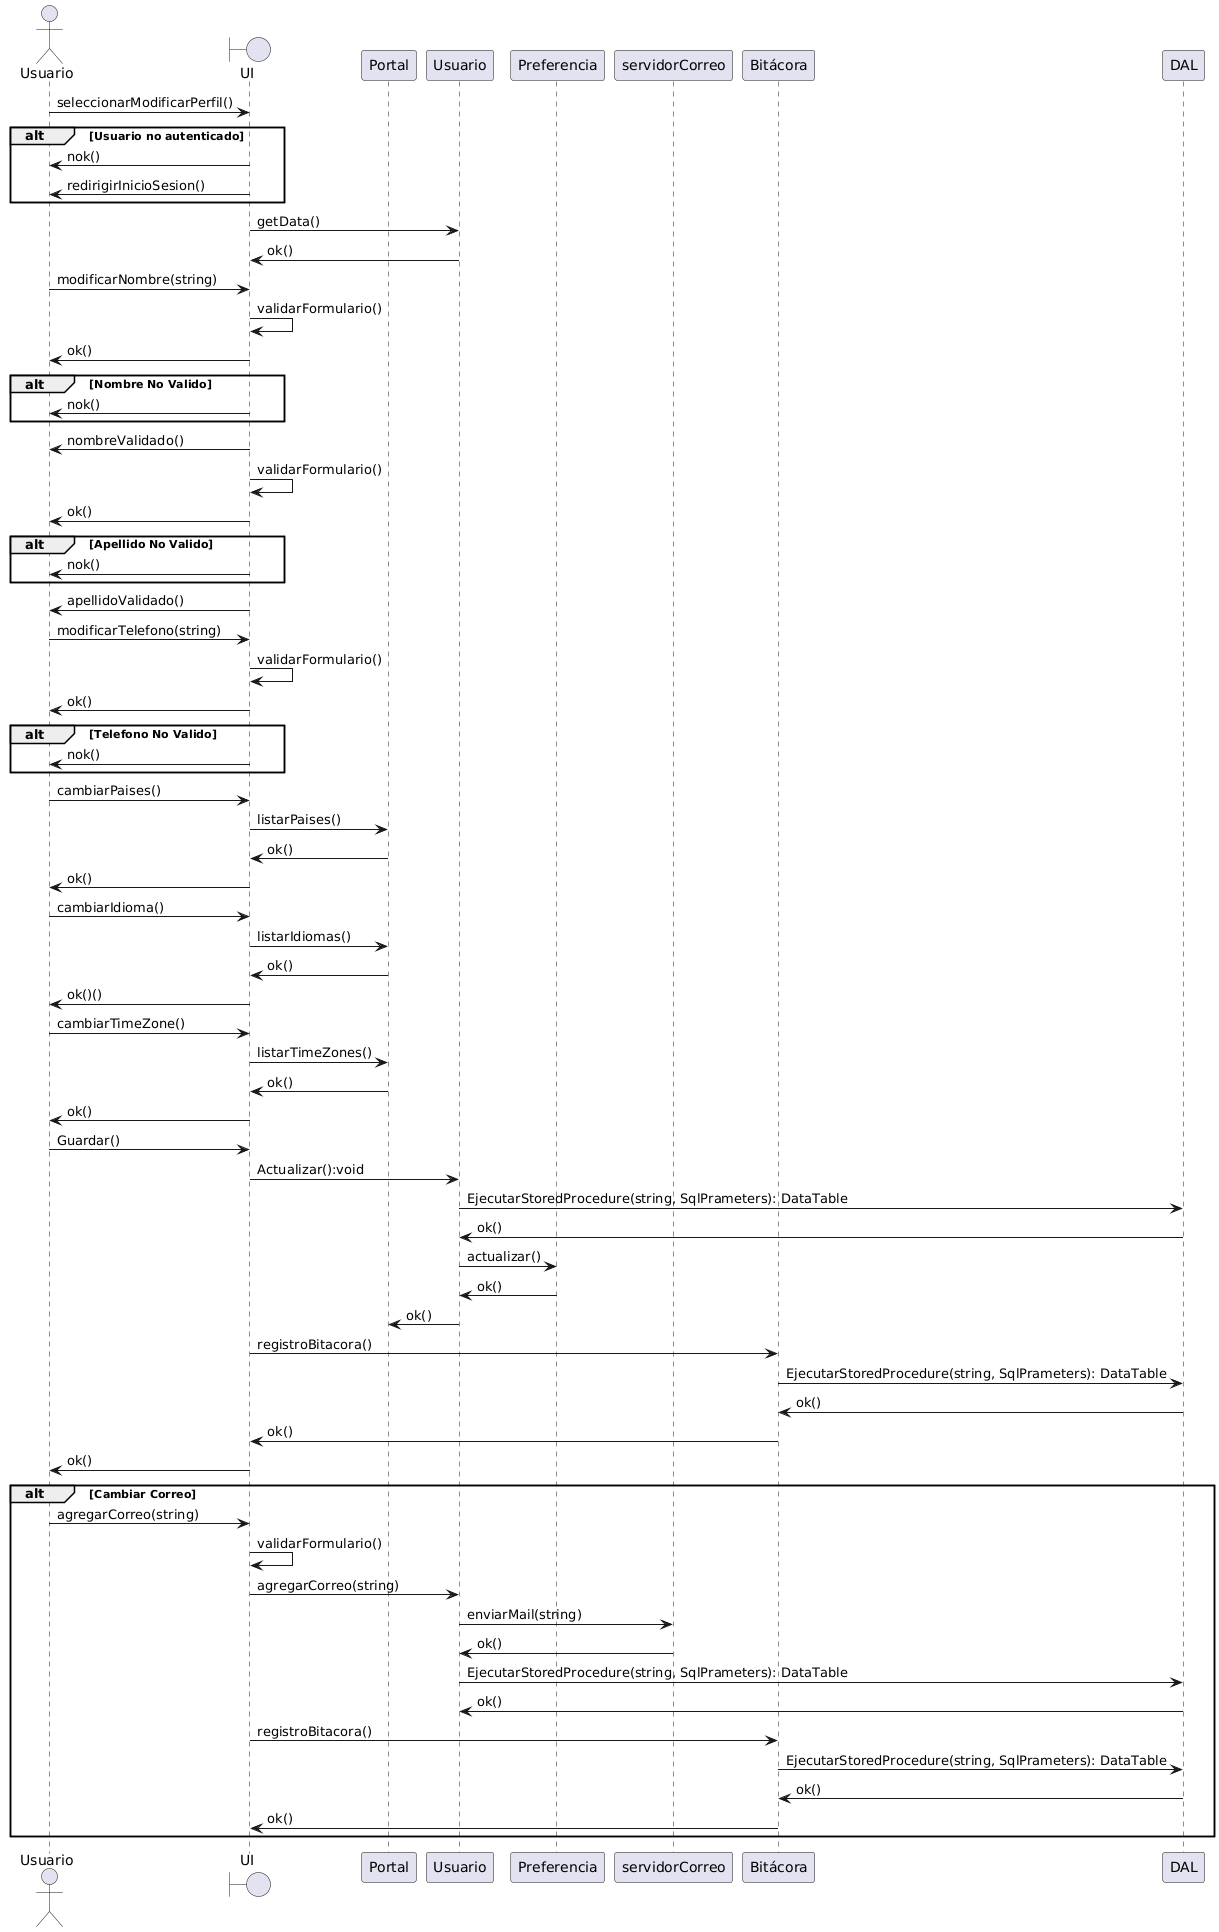 Usuario
UI
Portal
Usuario
Preferencia
servidorCorreo
Bitácora
DAL
seleccionarModificarPerfil()
alt [Usuario no autenticado]
nok()
redirigirInicioSesion()
getData()
ok()
modificarNombre(string)
validarFormulario()
ok()
alt [Nombre No Valido]
nok()
nombreValidado()
validarFormulario()
ok()
alt [Apellido No Valido]
nok()
apellidoValidado()
modificarTelefono(string)
validarFormulario()
ok()
alt [Telefono No Valido]
nok()
cambiarPaises()
listarPaises()
ok()
ok()
cambiarIdioma()
listarIdiomas()
ok()
ok()()
cambiarTimeZone()
listarTimeZones()
ok()
ok()
Guardar()
Actualizar():void
EjecutarStoredProcedure(string, SqlPrameters): DataTable
ok()
actualizar()
ok()
ok()
registroBitacora()
EjecutarStoredProcedure(string, SqlPrameters): DataTable
ok()
ok()
ok()
alt [Cambiar Correo]
agregarCorreo(string)
validarFormulario()
agregarCorreo(string)
enviarMail(string)
ok()
EjecutarStoredProcedure(string, SqlPrameters): DataTable
ok()
registroBitacora()
EjecutarStoredProcedure(string, SqlPrameters): DataTable
ok()
ok()
Usuario
UI
Portal
Usuario
Preferencia
servidorCorreo
Bitácora
DAL